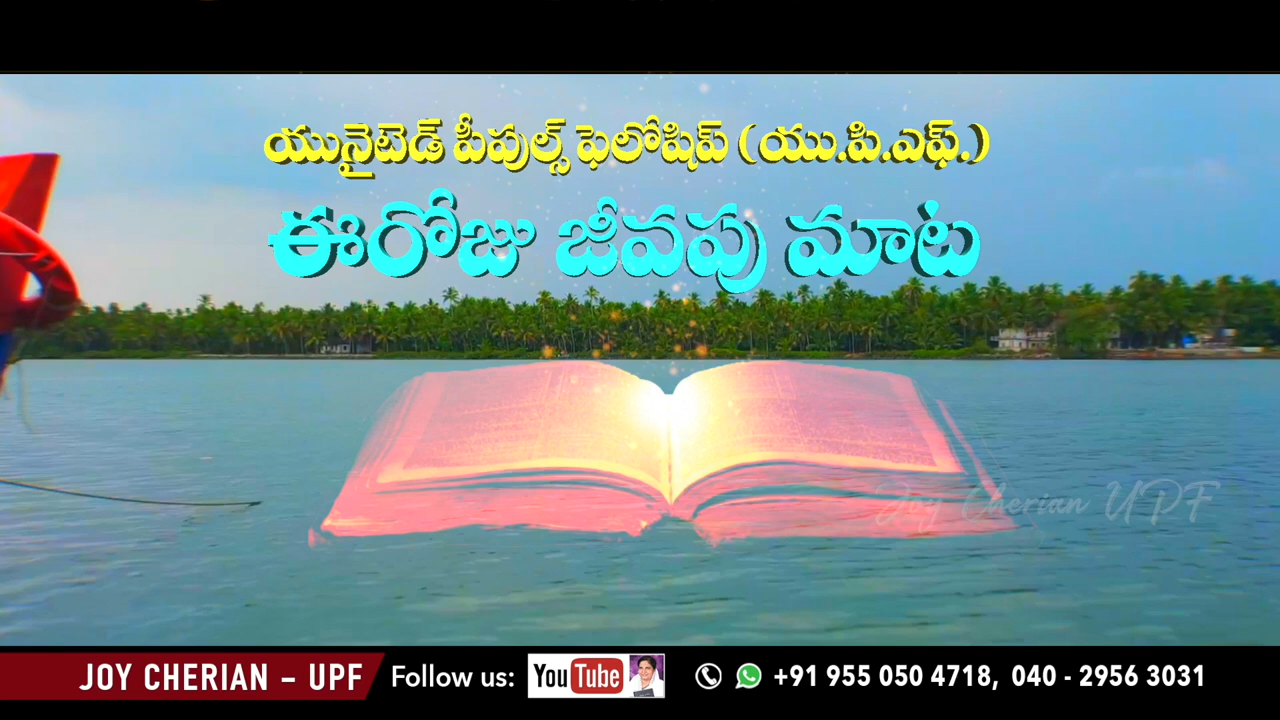 యునైటెడ్ పీపుల్స్ ఫెలోషిప్ (యు.పి.ఎఫ్.)
ఈరోజు జీవపు మాట
Joy Cherian UPF
JOY CHERIAN – UPF Follow us: YouTube +91 955 050 4718, 040 - 2956 3031